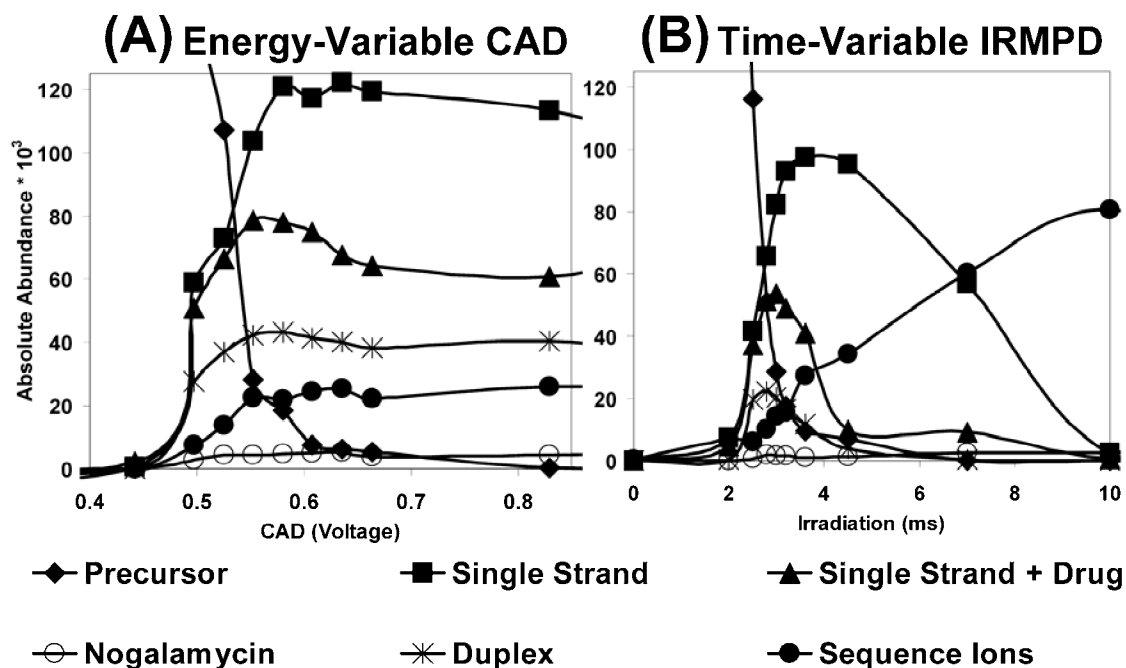 (A) Energy-Variable CAD
(B) Time-Variable IRMPD
Absolute Abundance * 10³
120
100
80
60
40
20
0
0.4 0.5 0.6 0.7 0.8
CAD (Voltage)
120
100
80
60
40
20
0
0 2 4 6 8 10
Irradiation (ms)
Precursor Single Strand Single Strand + Drug
Nogalamycin Duplex Sequence Ions